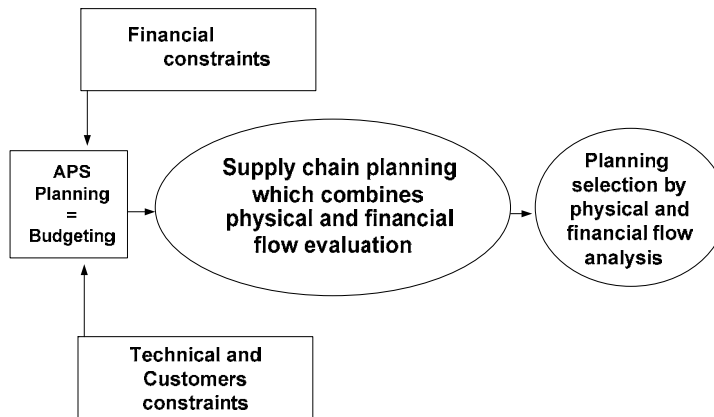 Financial
constraints
APS
Planning
=
Budgeting
Supply chain planning
which combines
physical and financial
flow evaluation
Planning
selection by
physical and
financial flow
analysis
Technical and
Customers
constraints